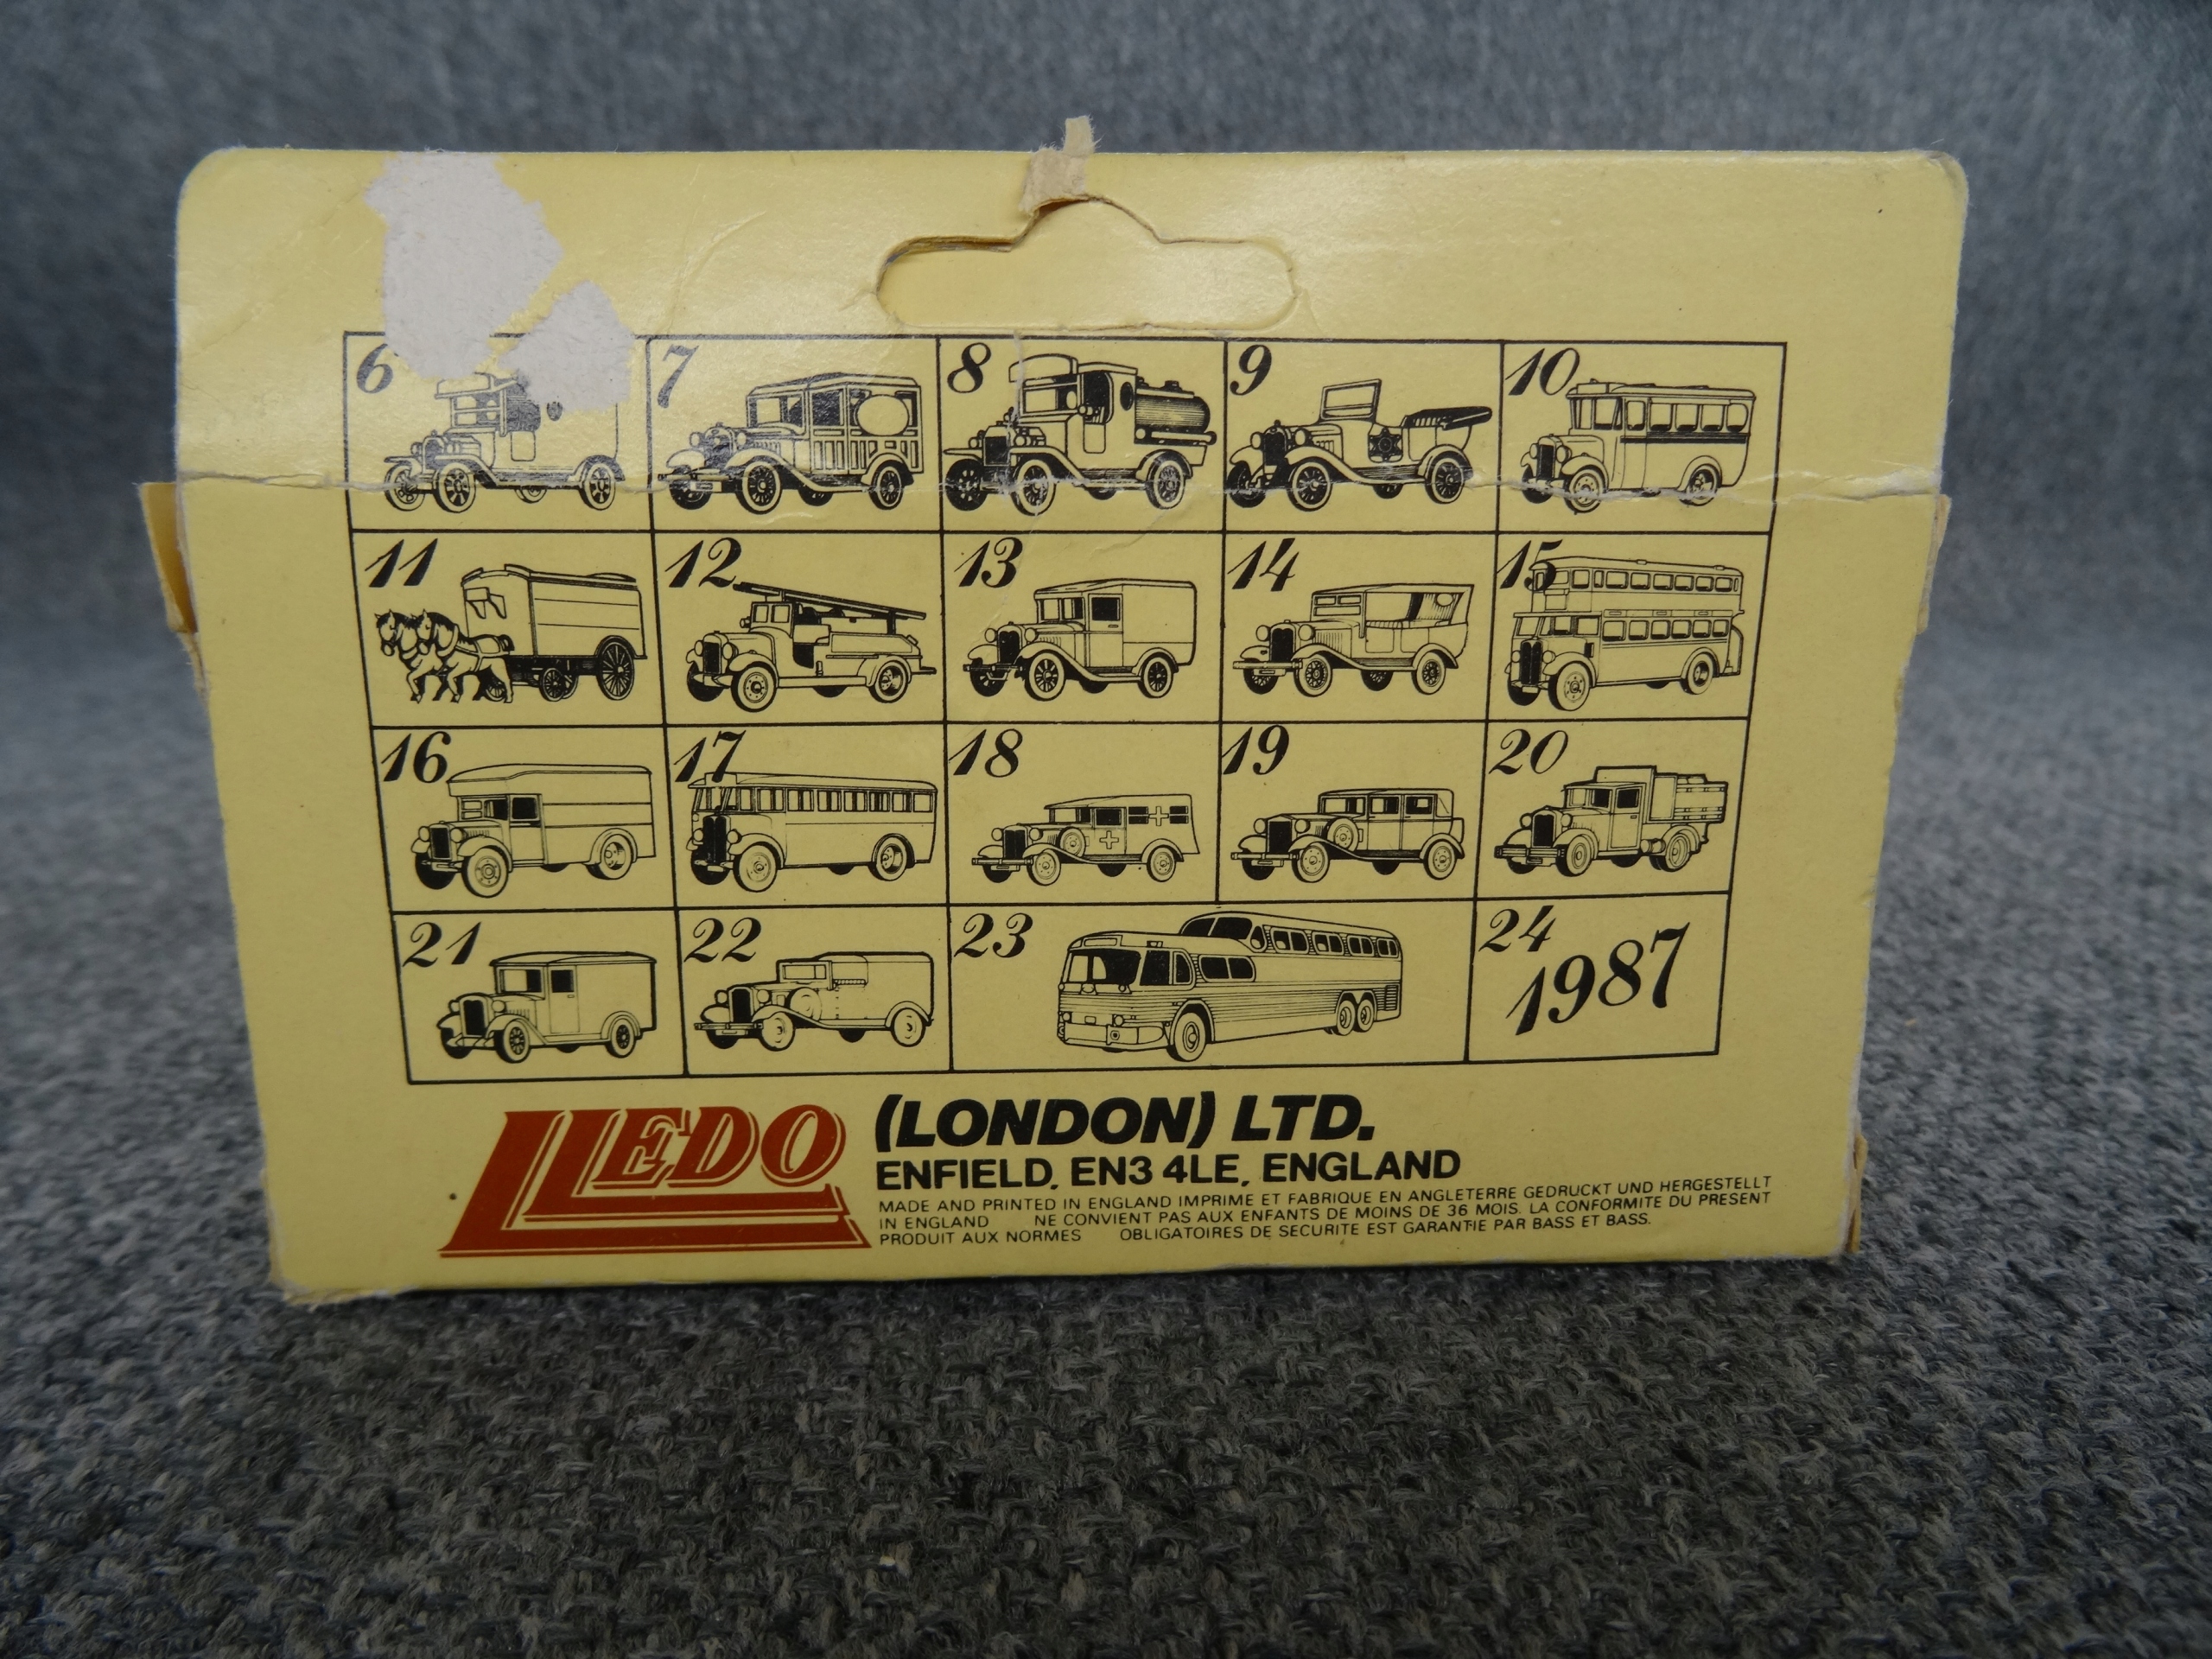 6 7 8 9 10
11 12 13 14 15
16 17 18 19 20
21 22 23 24
1987
LLEDO
(LONDON) LTD.
ENFIELD, EN3 4LE, ENGLAND
MADE AND PRINTED IN ENGLAND IMPRIME ET FABRIQUE EN ANGLETERRE GEDRUCKT UND HERGESTELLT
IN ENGLAND NE CONVIENT PAS AUX ENFANTS DE MOINS DE 36 MOIS. LA CONFORMITE DU PRESENT
PRODUIT AUX NORMES OBLIGATOIRES DE SECURITE EST GARANTIE PAR BASS ET BASS.